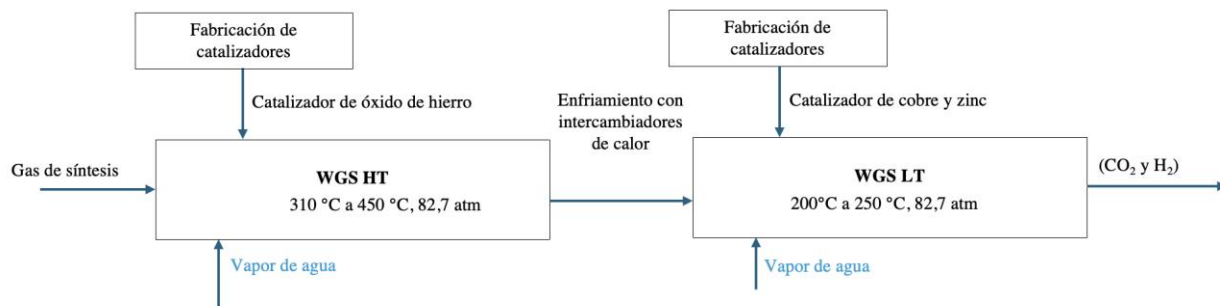 Fabricación de
catalizadores
Fabricación de
catalizadores
Catalizador de óxido de hierro
Enfriamiento con
intercambiadores
de calor
Catalizador de cobre y zinc
Gas de síntesis
WGS HT
310 °C a 450 °C, 82,7 atm
WGS LT
200°C a 250 °C, 82,7 atm
(CO₂ y H₂)
Vapor de agua
Vapor de agua